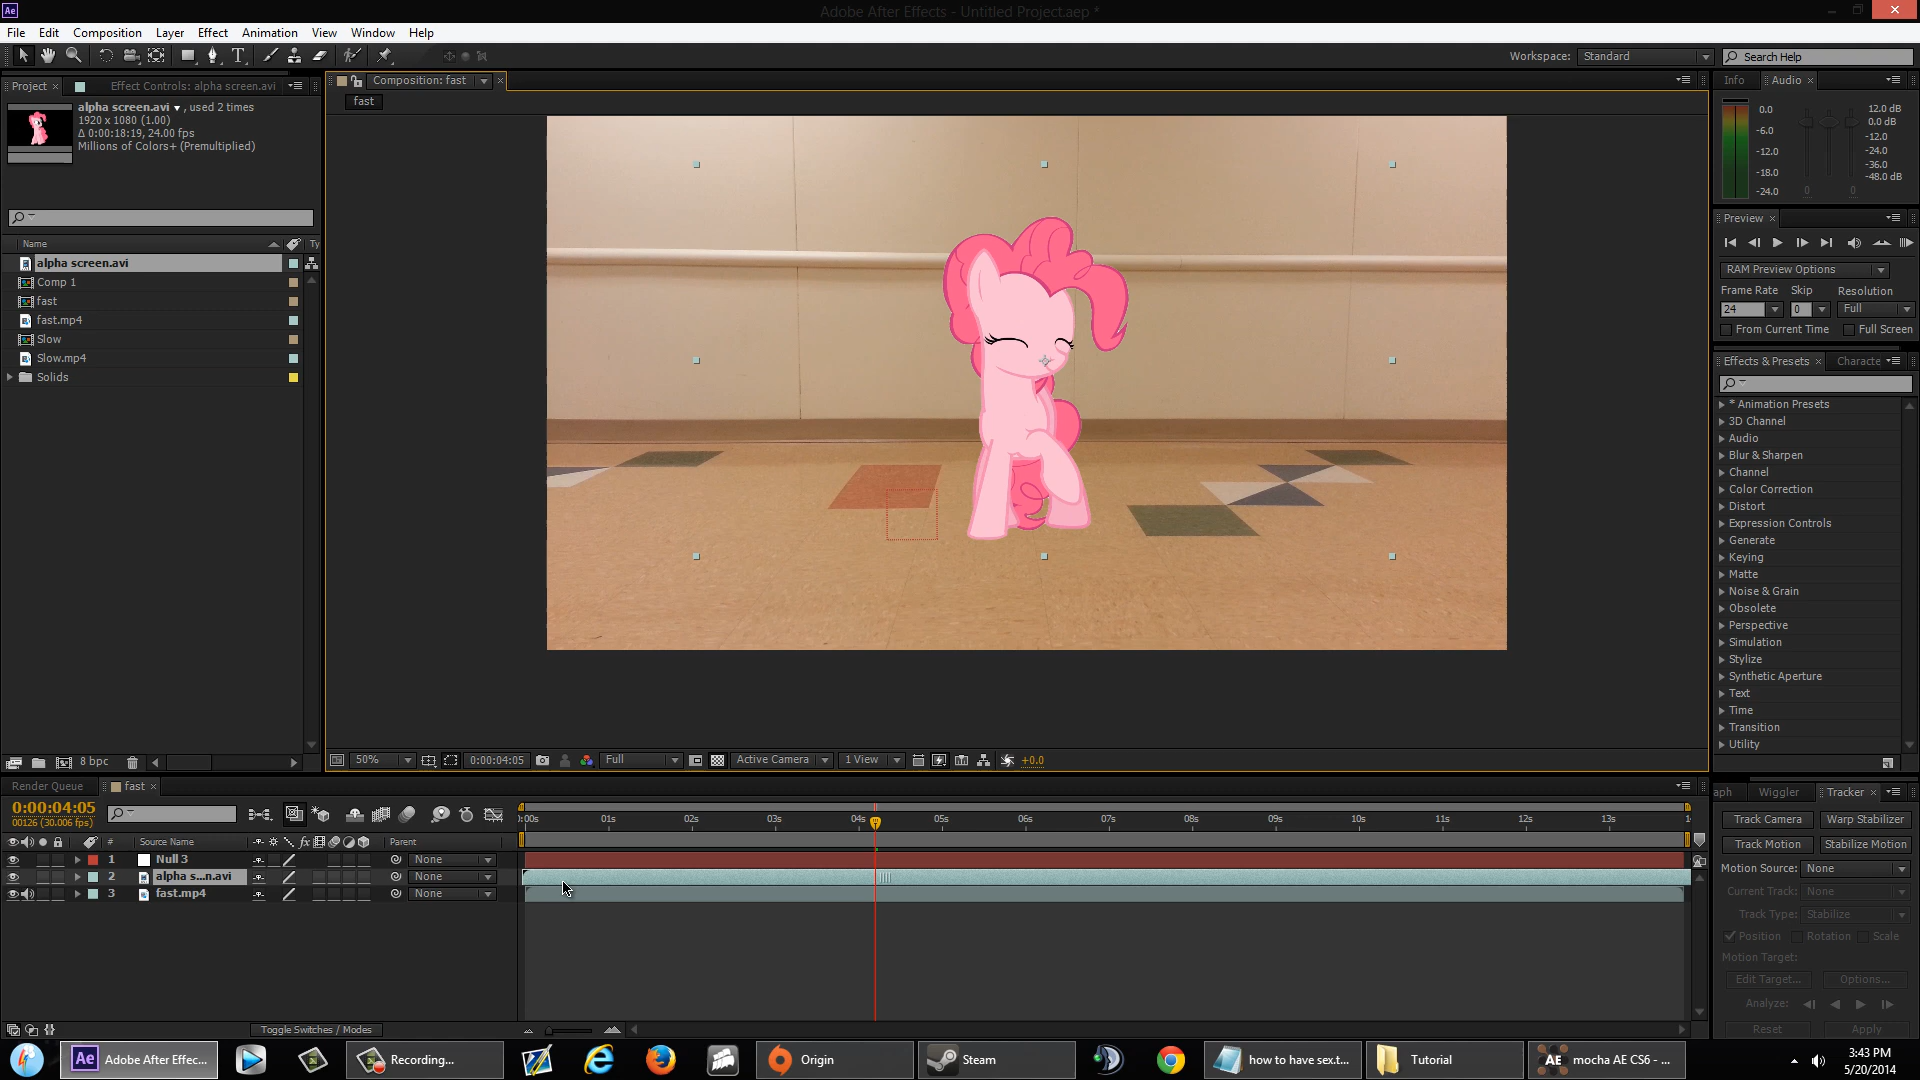 Adobe After Effects - Untitled Project.aep *
File Edit Composition Layer Effect Animation View Window Help
Workspace: Standard Search Help
Project Effect Controls: alpha screen.avi
Composition: fast
Info Audio
fast
alpha screen.avi , used 2 times
1920 x 1080 (1.00)
Δ 0:00:18:19, 24.00 fps
Millions of Colors+ (Premultiplied)
0.0
-6.0
-12.0
-18.0
-24.0
12.0 dB
0.0 dB
-12.0
-24.0
-36.0
-48.0 dB
0 0
Name Ty
alpha screen.avi
Comp 1
fast
fast.mp4
Slow
Slow.mp4
Solids
Preview
RAM Preview Options
Frame Rate Skip Resolution
24 0 Full
From Current Time Full Screen
Effects & Presets Characte
* Animation Presets
3D Channel
Audio
Blur & Sharpen
Channel
Color Correction
Distort
Expression Controls
Generate
Keying
Matte
Noise & Grain
Obsolete
Perspective
Simulation
Stylize
Synthetic Aperture
Text
Time
Transition
Utility
8 bpc
50% 0:00:04:05 Full Active Camera 1 View +0.0
Render Queue fast
0:00:04:05
00126 (30.006 fps)
0:00s 01s 02s 03s 04s 05s 06s 07s 08s 09s 10s 11s 12s 13s 1
# Source Name fx Parent
1 Null 3 None
2 alpha s...n.avi None
3 fast.mp4 None
Toggle Switches / Modes
aph Wiggler Tracker
Track Camera Warp Stabilizer
Track Motion Stabilize Motion
Motion Source: None
Current Track: None
Track Type: Stabilize
Position Rotation Scale
Motion Target:
Edit Target... Options...
Analyze:
Reset Apply
Ae Adobe After Effec... Recording... Origin Steam how to have sex.t... Tutorial AE mocha AE CS6 - ...
3:43 PM
5/20/2014